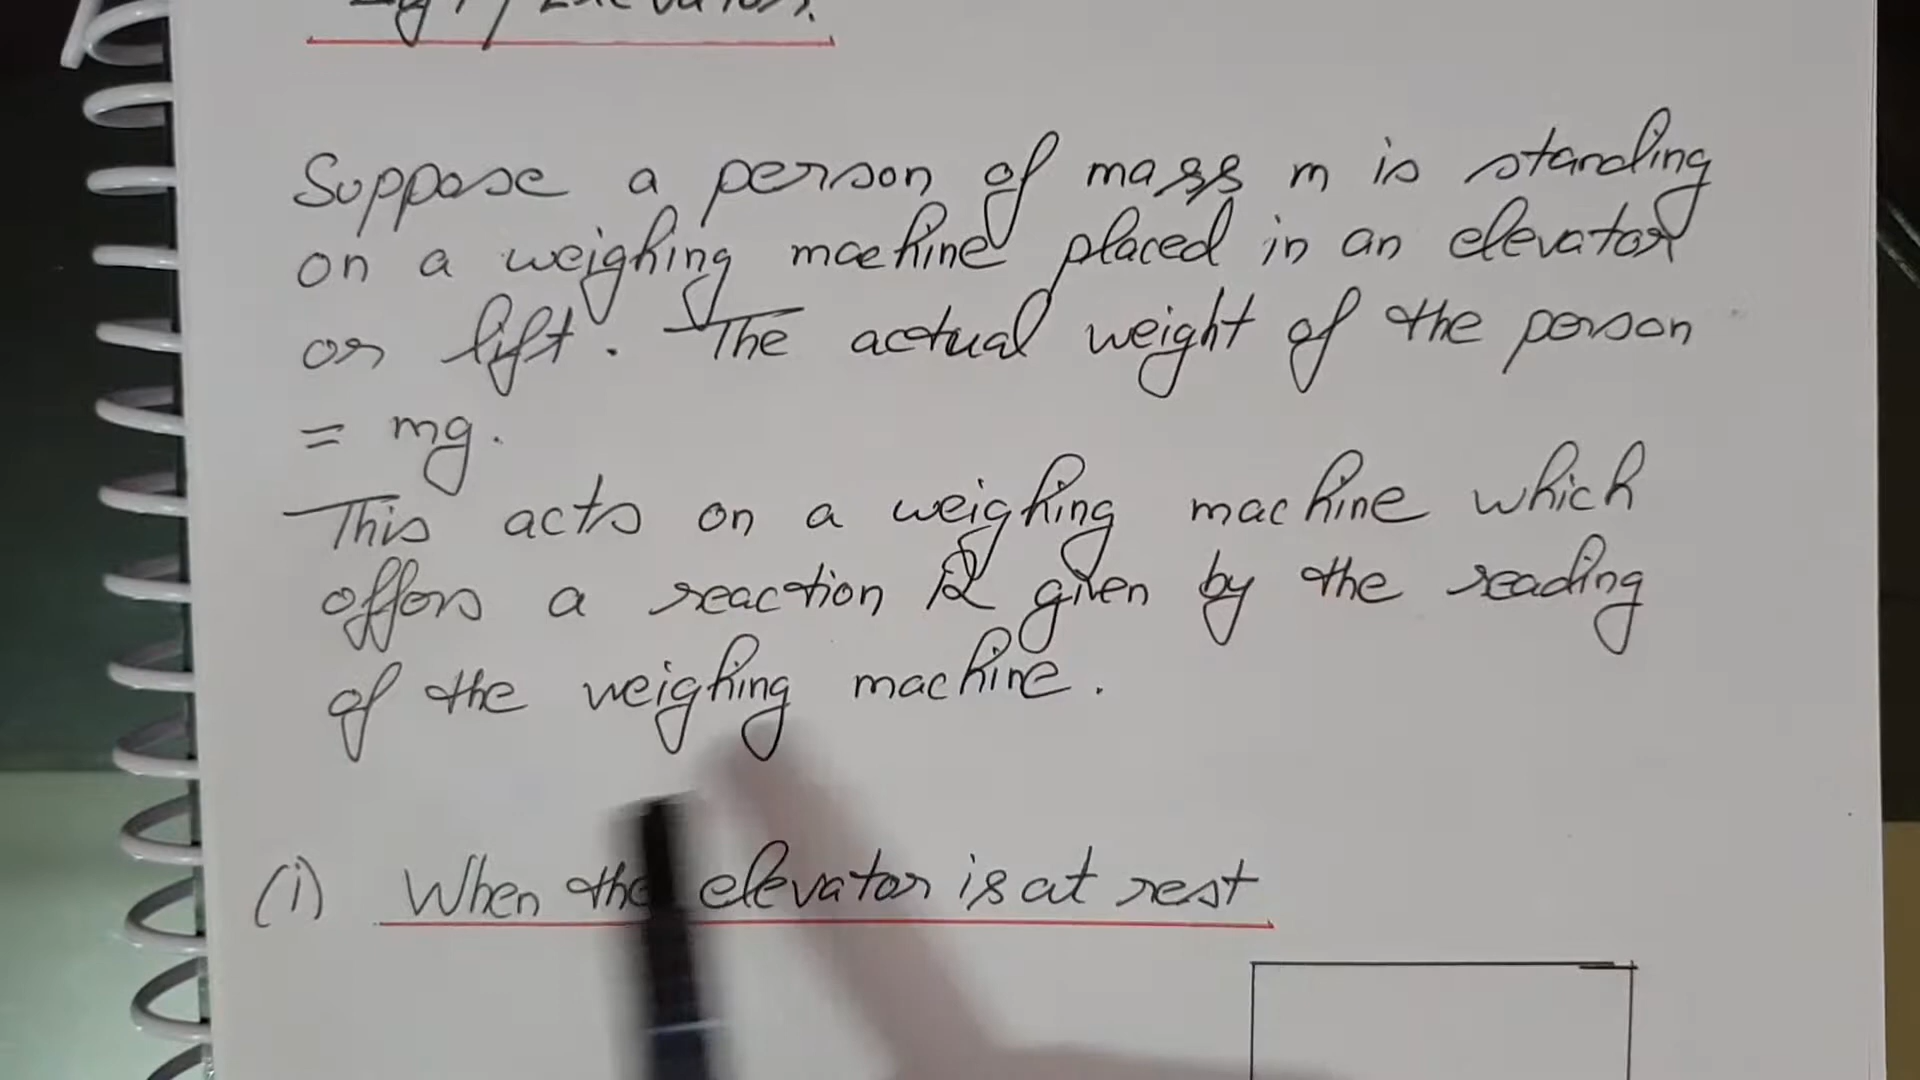 Lift / Elevator.
Suppose a person of mass m is standing
on a weighing machine placed in an elevator
or lift. The actual weight of the person
= mg.
This acts on a weighing machine which
offers a reaction R given by the reading
of the weighing machine.
(i) When the elevator is at rest